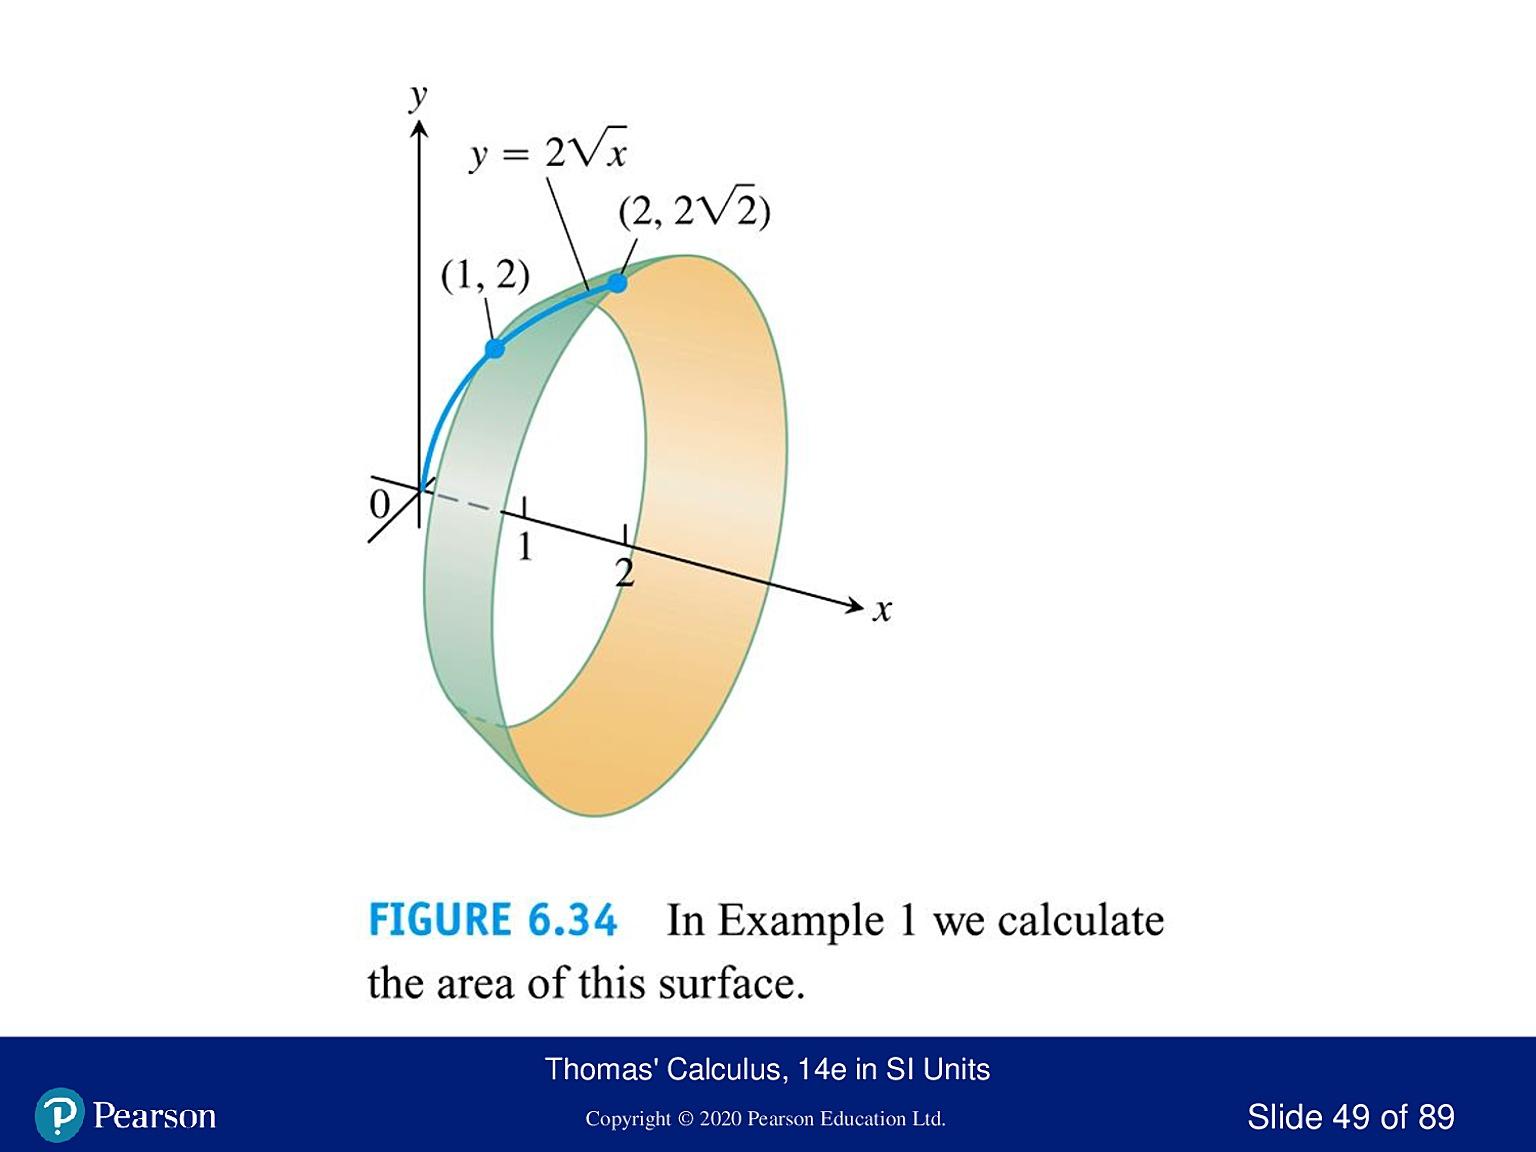 y
y = 2√x
(2, 2√2)
(1, 2)
0
1
2
x
FIGURE 6.34 In Example 1 we calculate
the area of this surface.
Thomas' Calculus, 14e in SI Units
Pearson
Copyright © 2020 Pearson Education Ltd.
Slide 49 of 89